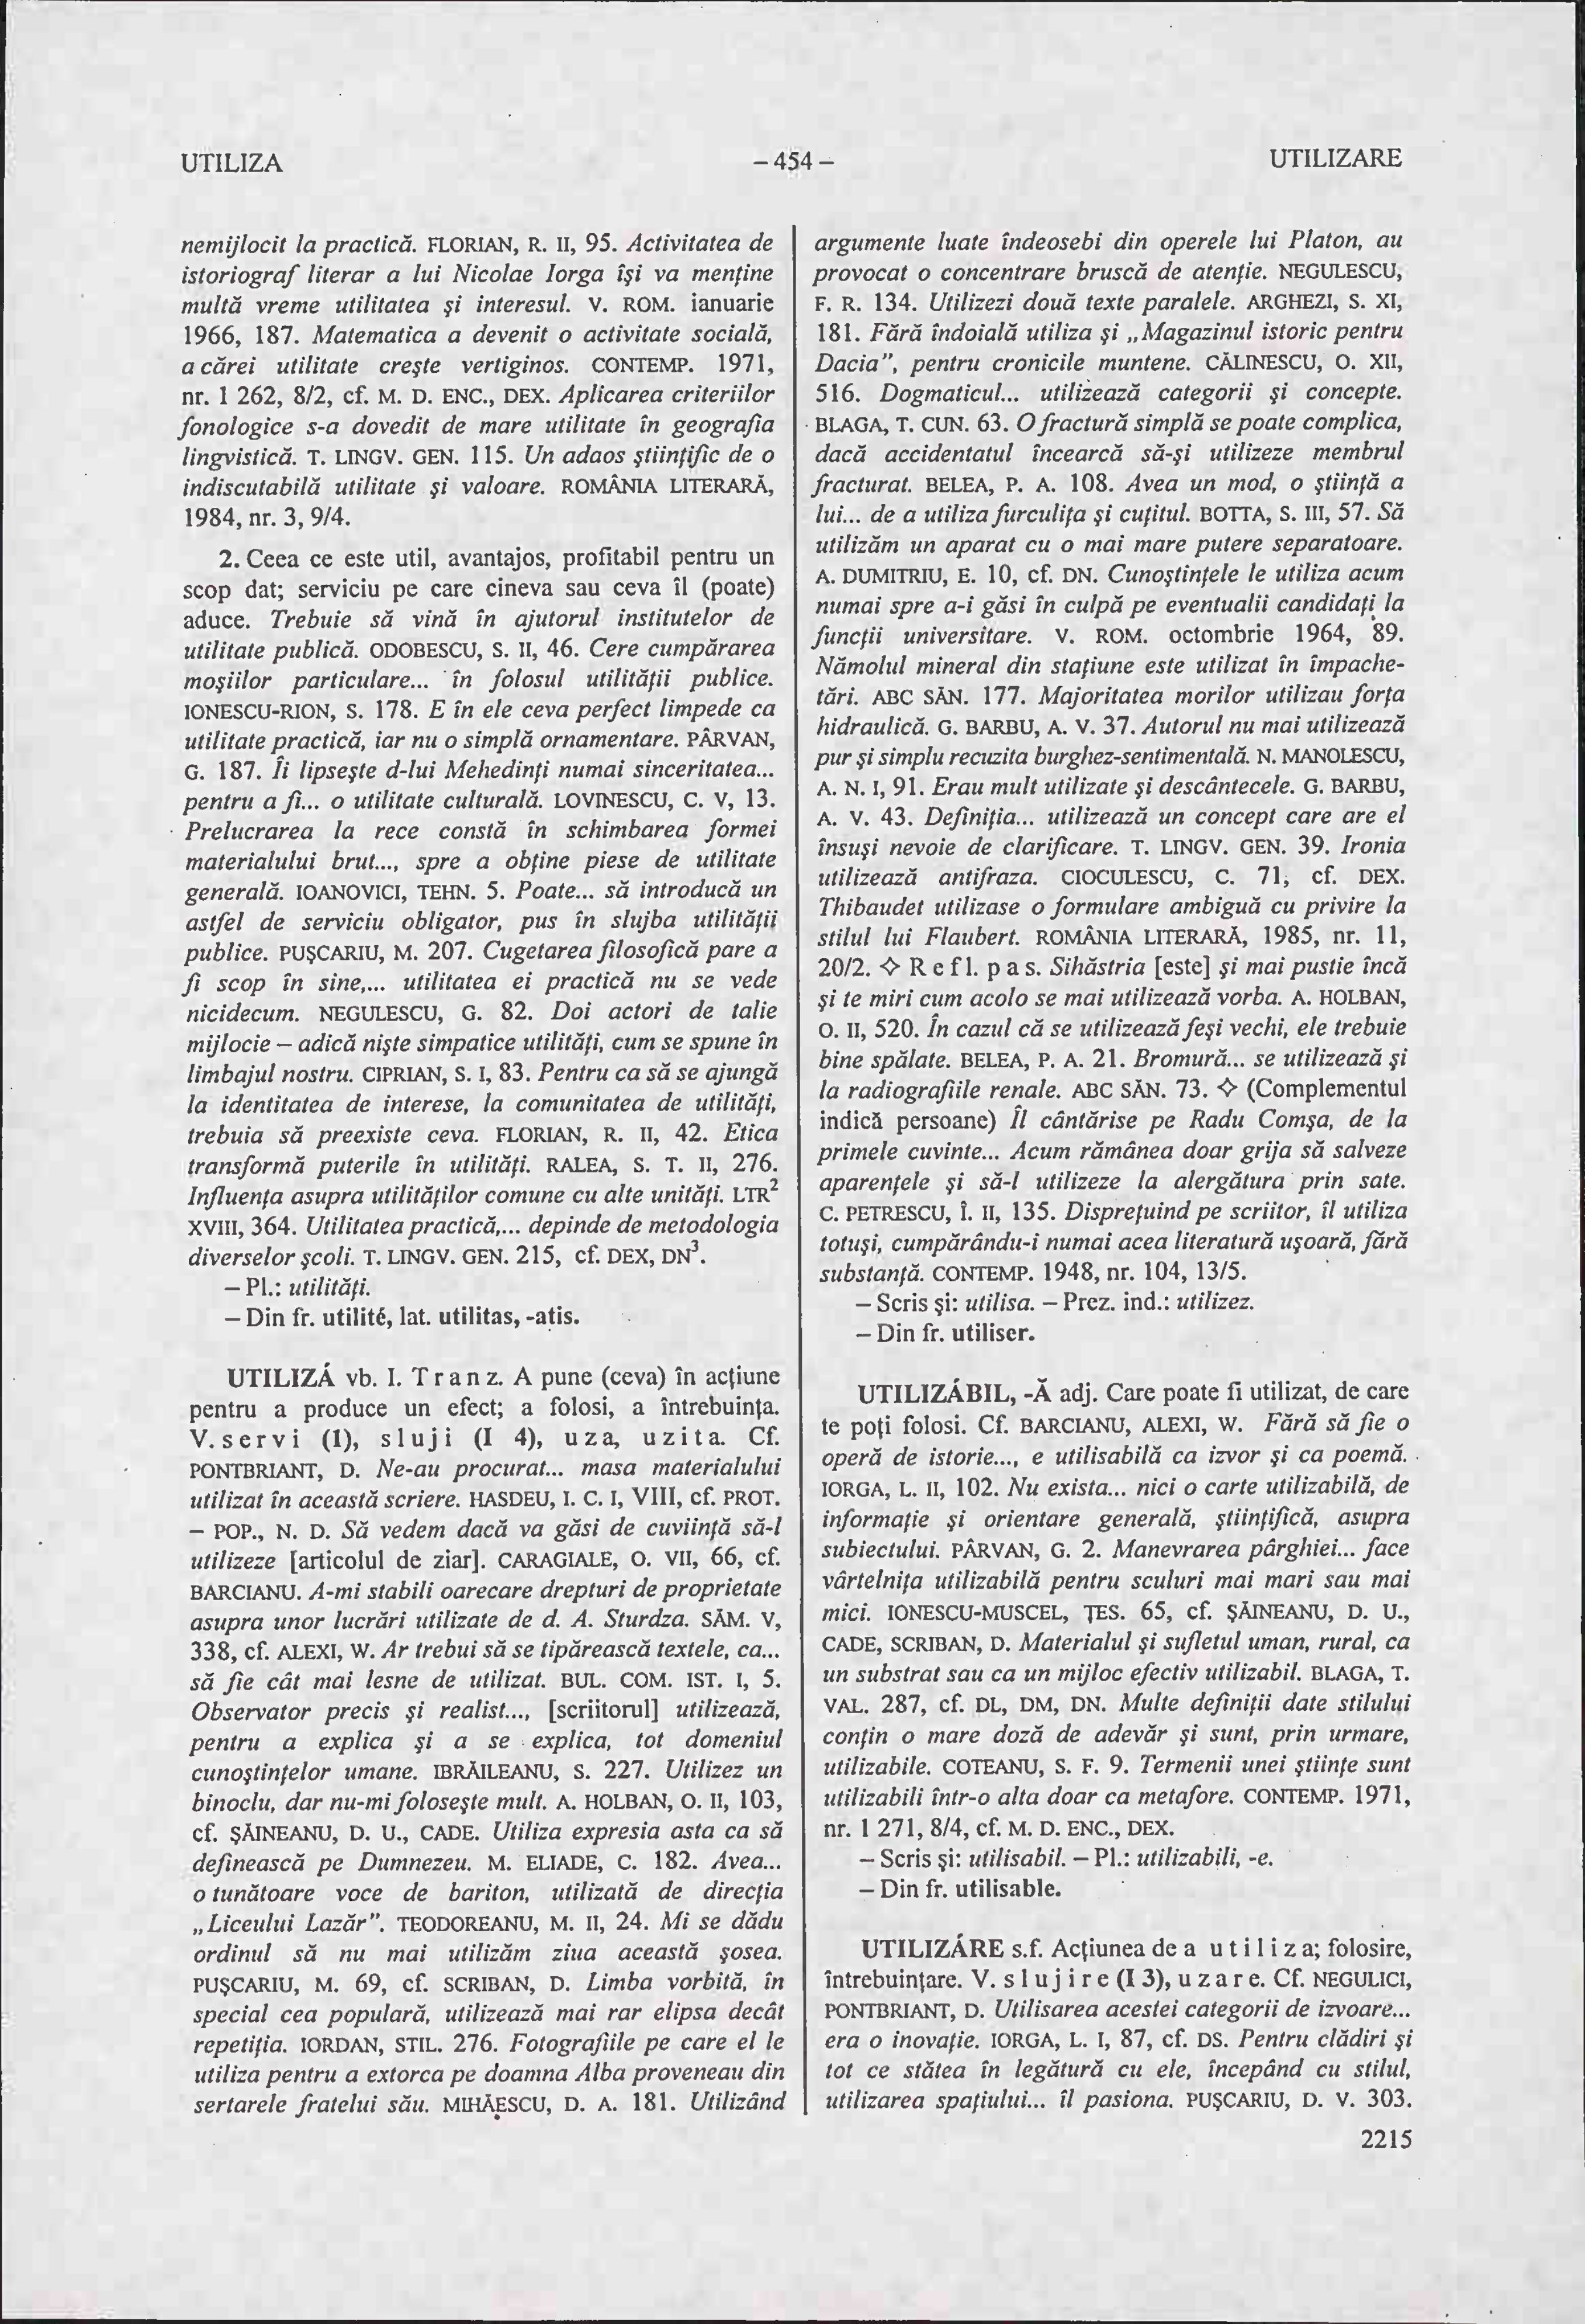 UTILIZA
– 454 –
UTILIZARE
nemijlocit la practică. FLORIAN, R. II, 95. Activitatea de
istoriograf literar a lui Nicolae Iorga îşi va menţine
multă vreme utilitatea şi interesul. V. ROM. ianuarie
1966, 187. Matematica a devenit o activitate socială,
a cărei utilitate creşte vertiginos. CONTEMP. 1971,
nr. 1 262, 8/2, cf. M. D. ENC., DEX. Aplicarea criteriilor
fonologice s-a dovedit de mare utilitate în geografia
lingvistică. T. LINGV. GEN. 115. Un adaos ştiinţific de o
indiscutabilă utilitate şi valoare. ROMÂNIA LITERARĂ,
1984, nr. 3, 9/4.
2. Ceea ce este util, avantajos, profitabil pentru un
scop dat; serviciu pe care cineva sau ceva îl (poate)
aduce. Trebuie să vină în ajutorul institutelor de
utilitate publică. ODOBESCU, S. II, 46. Cere cumpărarea
moşiilor particulare... în folosul utilităţii publice.
IONESCU-RION, S. 178. E în ele ceva perfect limpede ca
utilitate practică, iar nu o simplă ornamentare. PÂRVAN,
G. 187. Îi lipseşte d-lui Mehedinţi numai sinceritatea...
pentru a fi... o utilitate culturală. LOVINESCU, C. V, 13.
Prelucrarea la rece constă în schimbarea formei
materialului brut..., spre a obţine piese de utilitate
generală. IOANOVICI, TEHN. 5. Poate... să introducă un
astfel de serviciu obligator, pus în slujba utilităţii
publice. PUŞCARIU, M. 207. Cugetarea filosofică pare a
fi scop în sine,... utilitatea ei practică nu se vede
nicidecum. NEGULESCU, G. 82. Doi actori de talie
mijlocie – adică nişte simpatice utilităţi, cum se spune în
limbajul nostru. CIPRIAN, S. I, 83. Pentru ca să se ajungă
la identitatea de interese, la comunitatea de utilităţi,
trebuia să preexiste ceva. FLORIAN, R. II, 42. Etica
transformă puterile în utilităţi. RALEA, S. T. II, 276.
Influenţa asupra utilităţilor comune cu alte unităţi. LTR²
XVIII, 364. Utilitatea practică,... depinde de metodologia
diverselor şcoli. T. LINGV. GEN. 215, cf. DEX, DN³.
– Pl.: utilităţi.
– Din fr. utilité, lat. utilitas, -atis.
UTILIZÁ vb. I. T r a n z. A pune (ceva) în acţiune
pentru a produce un efect; a folosi, a întrebuinţa.
V. s e r v i (1), s l u j i (I 4), u z a, u z i t a. Cf.
PONTBRIANT, D. Ne-au procurat... masa materialului
utilizat în această scriere. HASDEU, I. C. I, VIII, cf. PROT.
– POP., N. D. Să vedem dacă va găsi de cuviinţă să-l
utilizeze [articolul de ziar]. CARAGIALE, O. VII, 66, cf.
BARCIANU. A-mi stabili oarecare drepturi de proprietate
asupra unor lucrări utilizate de d. A. Sturdza. SĂM. V,
338, cf. ALEXI, W. Ar trebui să se tipărească textele, ca...
să fie cât mai lesne de utilizat. BUL. COM. IST. I, 5.
Observator precis şi realist..., [scriitorul] utilizează,
pentru a explica şi a se explica, tot domeniul
cunoştinţelor umane. IBRĂILEANU, S. 227. Utilizez un
binoclu, dar nu-mi foloseşte mult. A. HOLBAN, O. II, 103,
cf. ŞĂINEANU, D. U., CADE. Utiliza expresia asta ca să
definească pe Dumnezeu. M. ELIADE, C. 182. Avea...
o tunătoare voce de bariton, utilizată de direcţia
„Liceului Lazăr”. TEODOREANU, M. II, 24. Mi se dădu
ordinul să nu mai utilizăm ziua această şosea.
PUŞCARIU, M. 69, cf. SCRIBAN, D. Limba vorbită, în
special cea populară, utilizează mai rar elipsa decât
repetiţia. IORDAN, STIL. 276. Fotografiile pe care el le
utiliza pentru a extorca pe doamna Alba proveneau din
sertarele fratelui său. MIHĂESCU, D. A. 181. Utilizând
argumente luate îndeosebi din operele lui Platon, au
provocat o concentrare bruscă de atenţie. NEGULESCU,
F. R. 134. Utilizezi două texte paralele. ARGHEZI, S. XI,
181. Fără îndoială utiliza şi „Magazinul istoric pentru
Dacia”, pentru cronicile muntene. CĂLINESCU, O. XII,
516. Dogmaticul... utilizează categorii şi concepte.
BLAGA, T. CUN. 63. O fractură simplă se poate complica,
dacă accidentatul încearcă să-şi utilizeze membrul
fracturat. BELEA, P. A. 108. Avea un mod, o ştiinţă a
lui... de a utiliza furculiţa şi cuţitul. BOTTA, S. III, 57. Să
utilizăm un aparat cu o mai mare putere separatoare.
A. DUMITRIU, E. 10, cf. DN. Cunoştinţele le utiliza acum
numai spre a-i găsi în culpă pe eventualii candidaţi la
funcţii universitare. V. ROM. octombrie 1964, 89.
Nămolul mineral din staţiune este utilizat în împache-
tări. ABC SĂN. 177. Majoritatea morilor utilizau forţa
hidraulică. G. BARBU, A. V. 37. Autorul nu mai utilizează
pur şi simplu recuzita burghez-sentimentală. N. MANOLESCU,
A. N. I, 91. Erau mult utilizate şi descântecele. G. BARBU,
A. V. 43. Definiţia... utilizează un concept care are el
însuşi nevoie de clarificare. T. LINGV. GEN. 39. Ironia
utilizează antifraza. CIOCULESCU, C. 71, cf. DEX.
Thibaudet utilizase o formulare ambiguă cu privire la
stilul lui Flaubert. ROMÂNIA LITERARĂ, 1985, nr. 11,
20/2. ◇ R e f l. p a s. Sihăstria [este] şi mai pustie încă
şi te miri cum acolo se mai utilizează vorba. A. HOLBAN,
O. II, 520. În cazul că se utilizează feşi vechi, ele trebuie
bine spălate. BELEA, P. A. 21. Bromură... se utilizează şi
la radiografiile renale. ABC SĂN. 73. ◇ (Complementul
indică persoane) Îl cântărise pe Radu Comşa, de la
primele cuvinte... Acum rămânea doar grija să salveze
aparenţele şi să-l utilizeze la alergătura prin sate.
C. PETRESCU, Î. II, 135. Dispreţuind pe scriitor, îl utiliza
totuşi, cumpărându-i numai acea literatură uşoară, fără
substanţă. CONTEMP. 1948, nr. 104, 13/5.
– Scris şi: utilisa. – Prez. ind.: utilizez.
– Din fr. utiliser.
UTILIZÁBIL, -Ă adj. Care poate fi utilizat, de care
te poţi folosi. Cf. BARCIANU, ALEXI, W. Fără să fie o
operă de istorie..., e utilisabilă ca izvor şi ca poemă.
IORGA, L. II, 102. Nu exista... nici o carte utilizabilă, de
informaţie şi orientare generală, ştiinţifică, asupra
subiectului. PÂRVAN, G. 2. Manevrarea pârghiei... face
vârtelniţa utilizabilă pentru sculuri mai mari sau mai
mici. IONESCU-MUSCEL, ŢES. 65, cf. ŞĂINEANU, D. U.,
CADE, SCRIBAN, D. Materialul şi sufletul uman, rural, ca
un substrat sau ca un mijloc efectiv utilizabil. BLAGA, T.
VAL. 287, cf. DL, DM, DN. Multe definiţii date stilului
conţin o mare doză de adevăr şi sunt, prin urmare,
utilizabile. COTEANU, S. F. 9. Termenii unei ştiinţe sunt
utilizabili într-o alta doar ca metafore. CONTEMP. 1971,
nr. 1 271, 8/4, cf. M. D. ENC., DEX.
– Scris şi: utilisabil. – Pl.: utilizabili, -e.
– Din fr. utilisable.
UTILIZÁRE s.f. Acţiunea de a u t i l i z a; folosire,
întrebuinţare. V. s l u j i r e (I 3), u z a r e. Cf. NEGULICI,
PONTBRIANT, D. Utilisarea acestei categorii de izvoare...
era o inovaţie. IORGA, L. I, 87, cf. DS. Pentru clădiri şi
tot ce stătea în legătură cu ele, începând cu stilul,
utilizarea spaţiului... îl pasiona. PUŞCARIU, D. V. 303.
2215